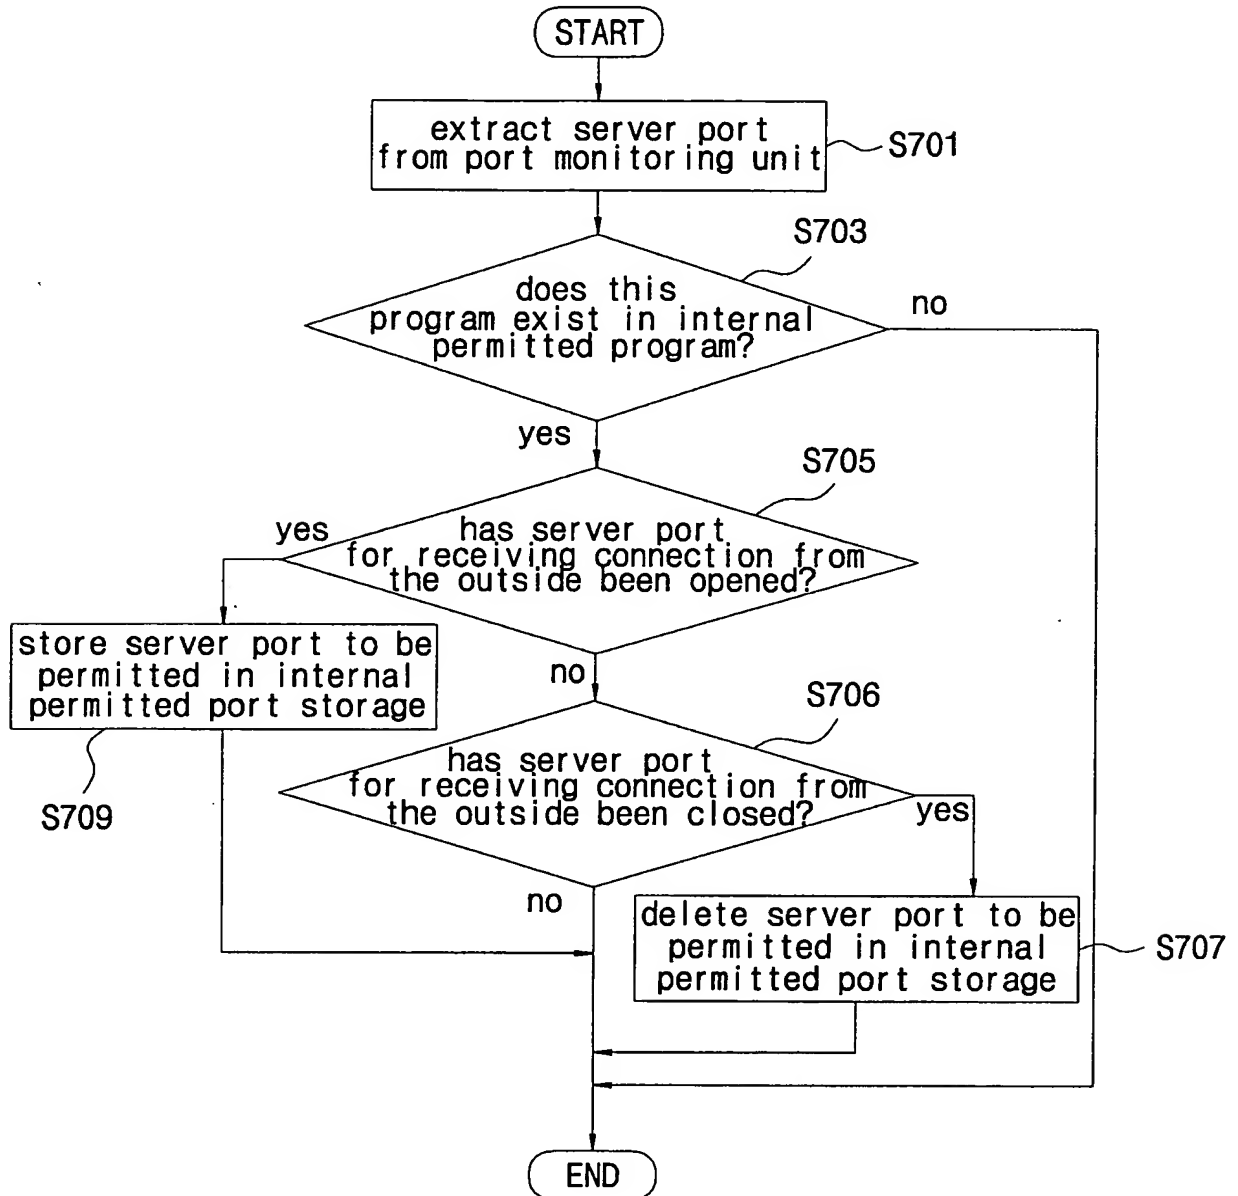 START
extract server port
from port monitoring unit
S701
S703
does this
program exist in internal
permitted program?
no
yes
S705
yes
has server port
for receiving connection from
the outside been opened?
store server port to be
permitted in internal
permitted port storage
no
S706
has server port
for receiving connection from
the outside been closed?
S709
yes
no
delete server port to be
permitted in internal
permitted port storage
S707
END